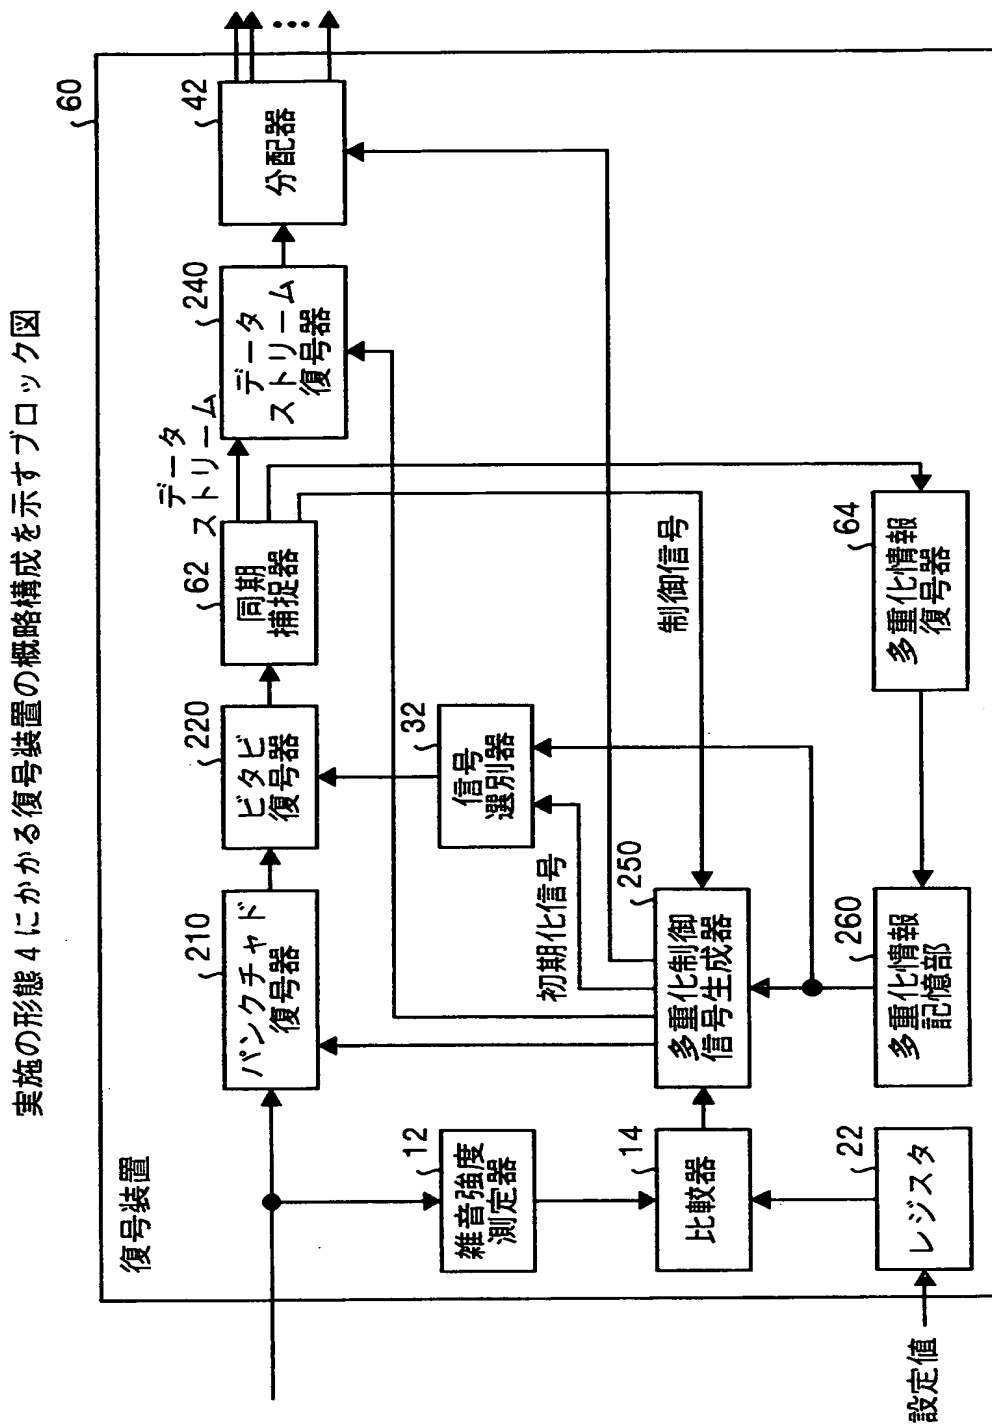 実施の形態4にかかる復号装置の概略構成を示すブロック図
60
復号装置
210
パンクチャド
復号器
220
ビタビ
復号器
62
同期
捕捉器
データ
ストリーム
240
データ
ストリーム
復号器
42
分配器
12
雑音強度
測定器
32
信号
選別器
初期化信号
制御信号
14
比較器
250
多重化制御
信号生成器
22
レジスタ
260
多重化情報
記憶部
64
多重化情報
復号器
設定値